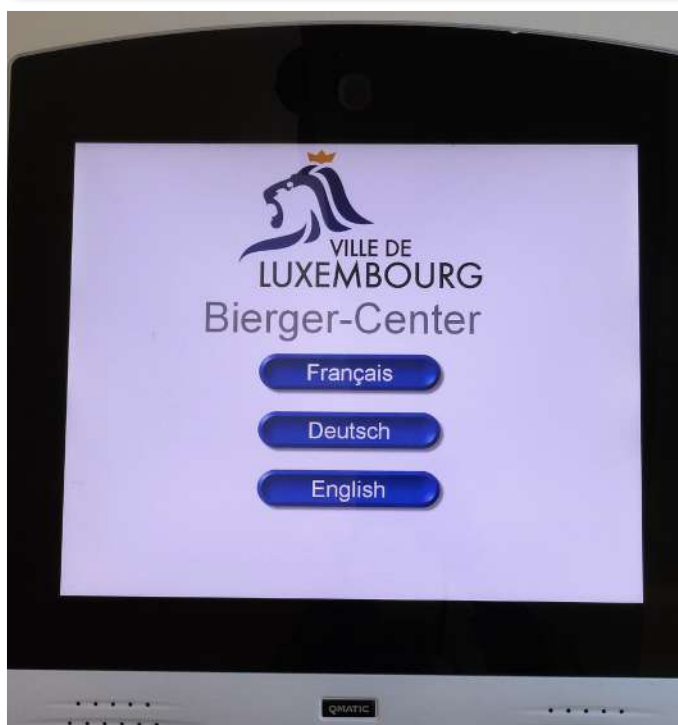 VILLE DE
LUXEMBOURG
Bierger-Center
Français
Deutsch
English
QMATIC